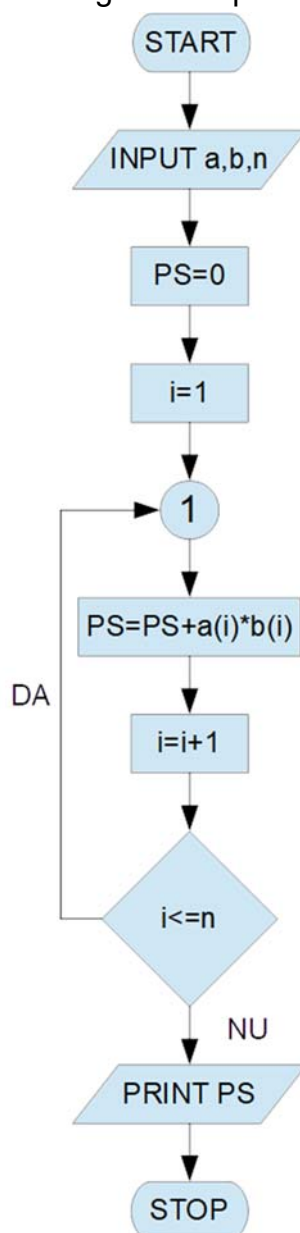 START
INPUT a,b,n
PS=0
i=1
1
PS=PS+a(i)*b(i)
DA
i=i+1
i<=n
NU
PRINT PS
STOP